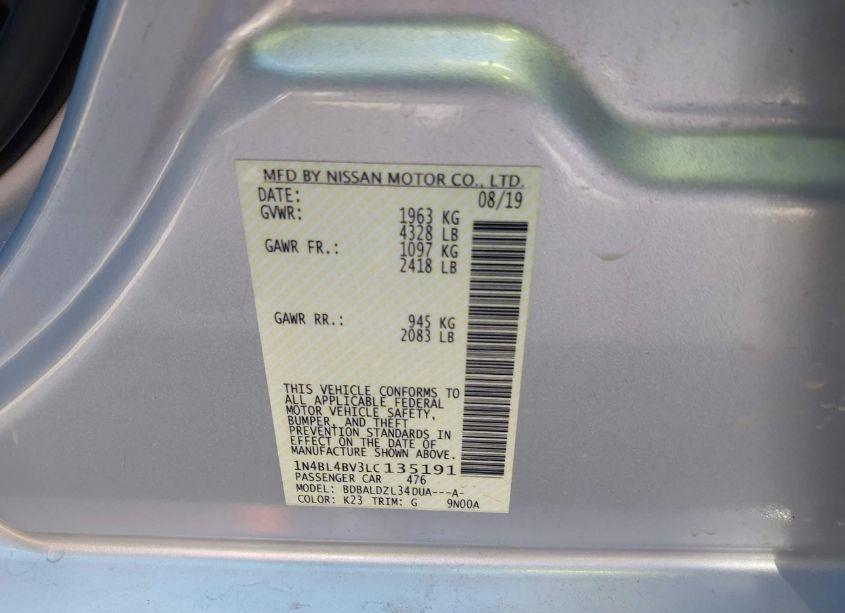 MFD BY NISSAN MOTOR CO., LTD.
DATE: 08/19
GVWR: 1963 KG
4328 LB
GAWR FR.: 1097 KG
2418 LB
GAWR RR.: 945 KG
2083 LB
THIS VEHICLE CONFORMS TO
ALL APPLICABLE FEDERAL
MOTOR VEHICLE SAFETY,
BUMPER, AND THEFT
PREVENTION STANDARDS IN
EFFECT ON THE DATE OF
MANUFACTURE SHOWN ABOVE.
1N4BL4BV3LC135191
PASSENGER CAR 476
MODEL: BDBALDZL34DUA---A-
COLOR: K23 TRIM: G 9N00A